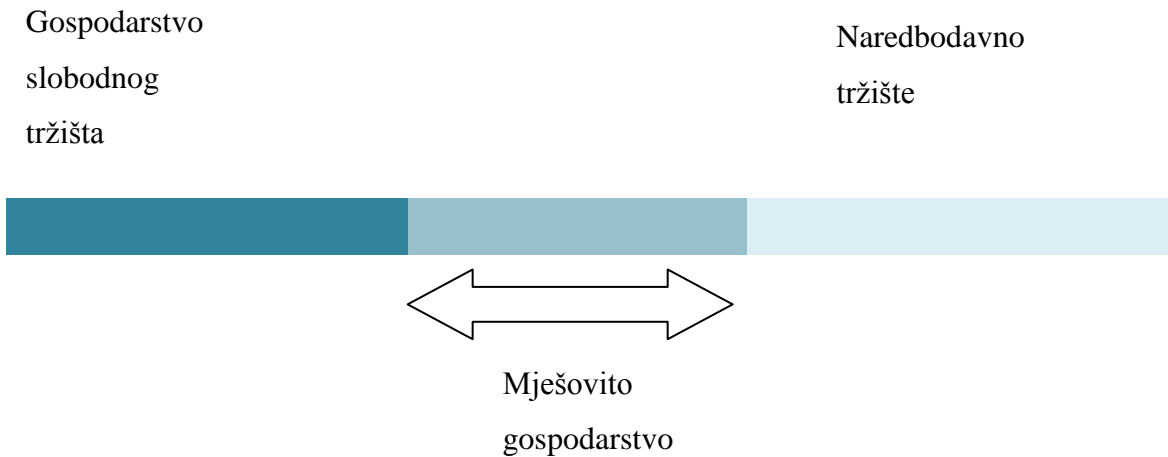 Gospodarstvo
slobodnog
tržišta
Naredbodavno
tržište
Mješovito
gospodarstvo